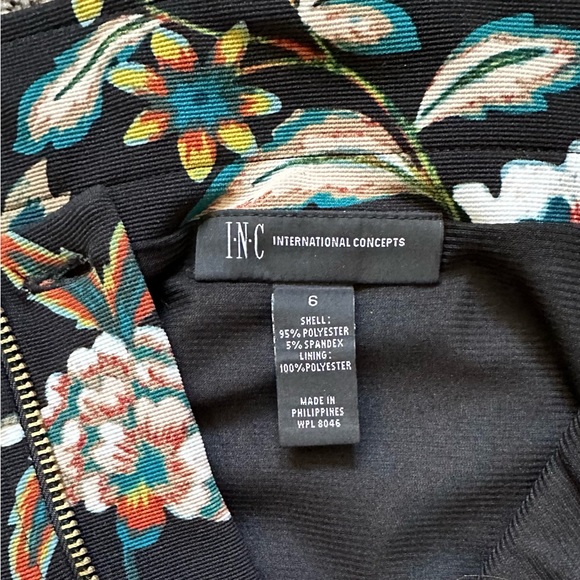 I·N·C INTERNATIONAL CONCEPTS
6
SHELL:
95% POLYESTER
5% SPANDEX
LINING:
100%POLYESTER
MADE IN
PHILIPPINES
WPL 8046